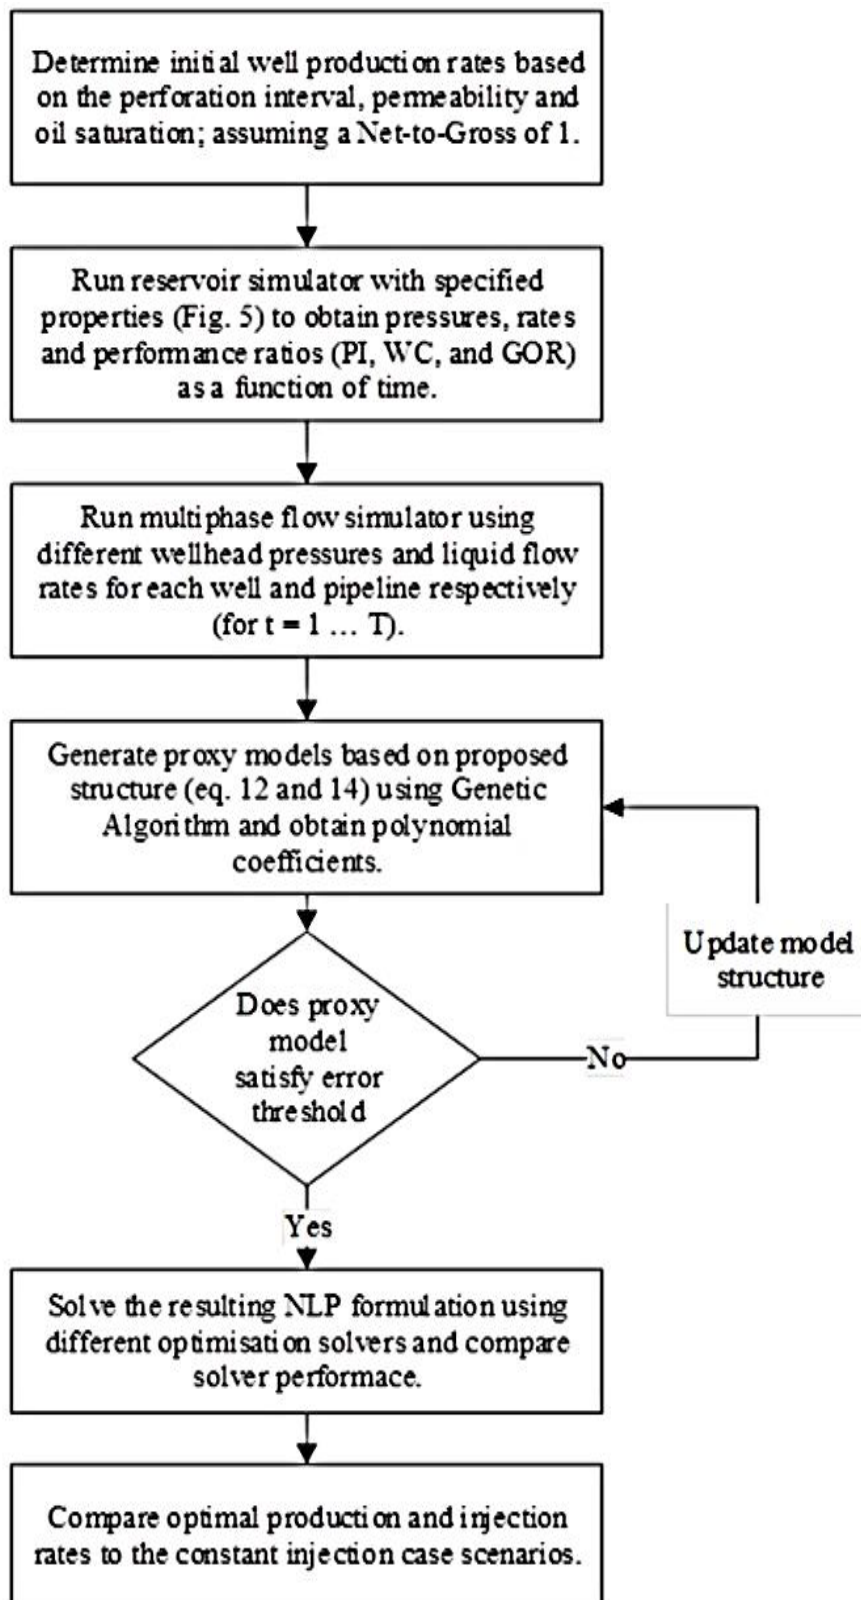 Determine initial well production rates based
on the perforation interval, permeability and
oil saturation; assuming a Net-to-Gross of 1.
Run reservoir simulator with specified
properties (Fig. 5) to obtain pressures, rates
and performance ratios (PI, WC, and GOR)
as a function of time.
Run multiphase flow simulator using
different wellhead pressures and liquid flow
rates for each well and pipeline respectively
(for t = 1 … T).
Generate proxy models based on proposed
structure (eq. 12 and 14) using Genetic
Algorithm and obtain polynomial
coefficients.
Update model
structure
Does proxy
model
satisfy error
threshold
No
Yes
Solve the resulting NLP formulation using
different optimisation solvers and compare
solver performace.
Compare optimal production and injection
rates to the constant injection case scenarios.